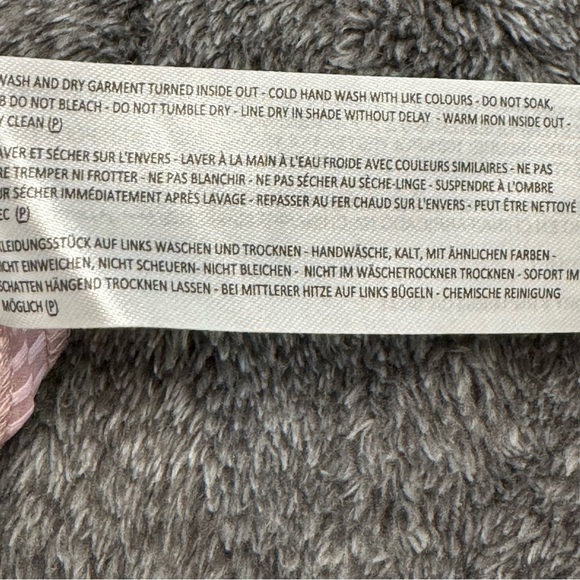 WASH AND DRY GARMENT TURNED INSIDE OUT - COLD HAND WASH WITH LIKE COLOURS - DO NOT SOAK,
B DO NOT BLEACH - DO NOT TUMBLE DRY - LINE DRY IN SHADE WITHOUT DELAY - WARM IRON INSIDE OUT -
Y CLEAN (P)
AVER ET SÉCHER SUR L'ENVERS - LAVER À LA MAIN À L'EAU FROIDE AVEC COULEURS SIMILAIRES - NE PAS
RE TREMPER NI FROTTER - NE PAS BLANCHIR - NE PAS SÉCHER AU SÈCHE-LINGE - SUSPENDRE À L'OMBRE
UR SÉCHER IMMÉDIATEMENT APRÈS LAVAGE - REPASSER AU FER CHAUD SUR L'ENVERS - PEUT ÊTRE NETTOYÉ
EC (P)
LEIDUNGSSTÜCK AUF LINKS WASCHEN UND TROCKNEN - HANDWÄSCHE, KALT, MIT ÄHNLICHEN FARBEN -
ICHT EINWEICHEN, NICHT SCHEUERN- NICHT BLEICHEN - NICHT IM WÄSCHETROCKNER TROCKNEN - SOFORT IM
SCHATTEN HÄNGEND TROCKNEN LASSEN - BEI MITTLERER HITZE AUF LINKS BÜGELN - CHEMISCHE REINIGUNG
MÖGLICH (P)